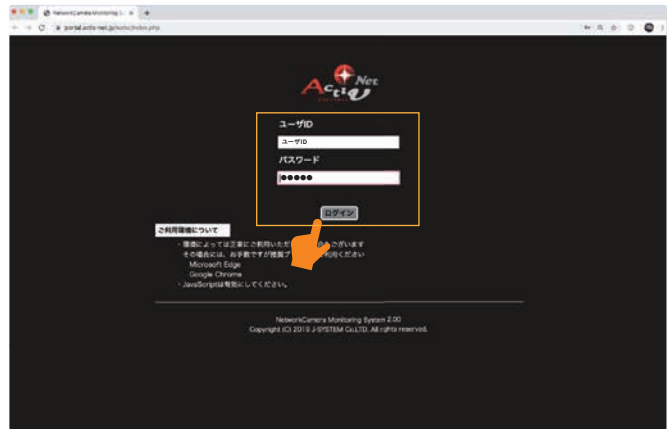 NetworkCamera Monitoring S
portal.activ-net.jp/webc/index.php
Activ Net
ユーザID
ユーザID
パスワード
●●●●●
ログイン
ご利用環境について
・環境によっては正常にご利用いただ ございます
その場合には、お手数ですが推奨ブ 利用ください
Microsoft Edge
Google Chrome
・JavaScriptは有効にしてください。
NetworkCamera Monitoring System 2.00
Copyright (C) 2019 J-SYSTEM Co.LTD. All rights reserved.